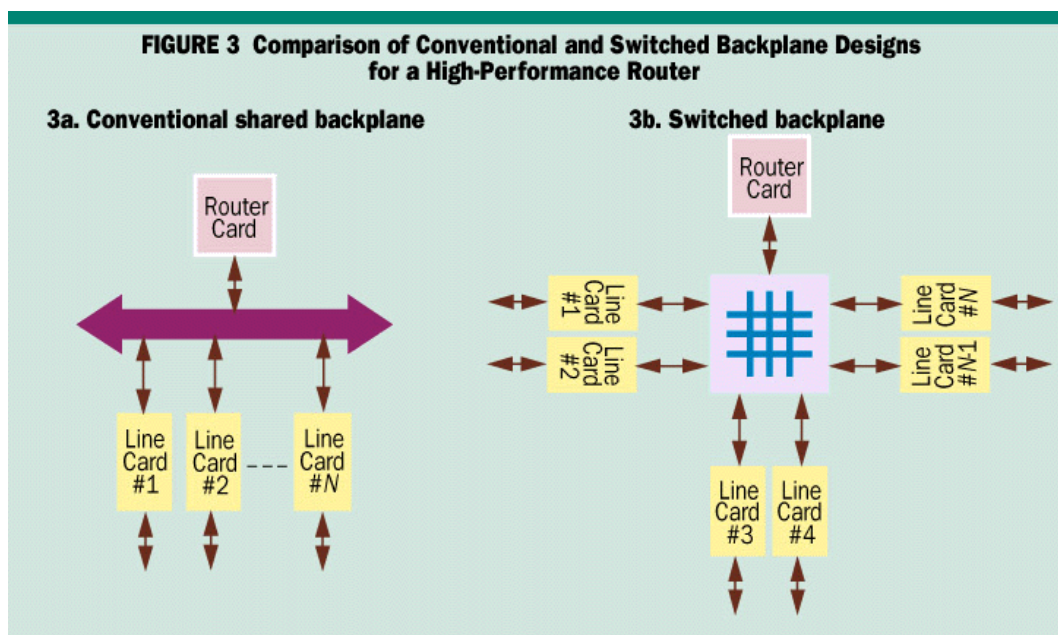 FIGURE 3 Comparison of Conventional and Switched Backplane Designs
for a High-Performance Router
3a. Conventional shared backplane
Router
Card
Line
Card
#1
Line
Card
#2
Line
Card
#N
3b. Switched backplane
Router
Card
Line
Card
#1
Line
Card
#2
Line
Card
#N
Line
Card
#N-1
Line
Card
#3
Line
Card
#4